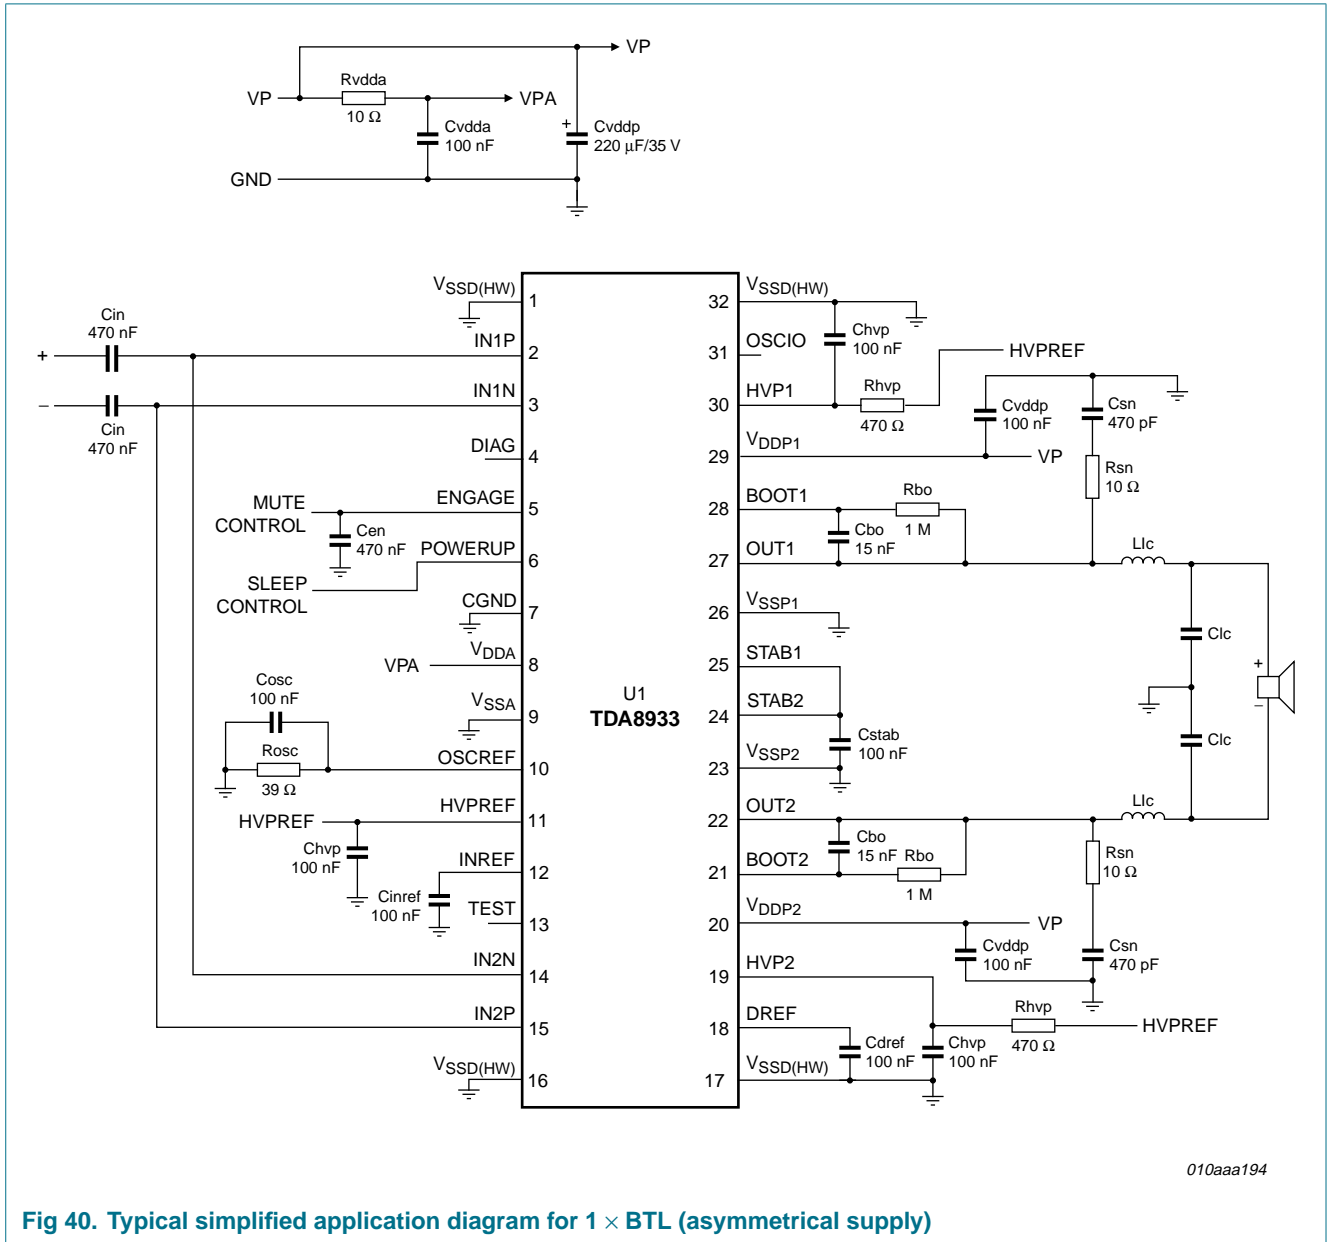 VP
Rvdda
VP
VPA
10 Ω
Cvdda
100 nF
+
Cvddp
220 μF/35 V
GND
VSSD(HW)
1
Cin
470 nF
+
IN1P
2
IN1N
3
−
Cin
470 nF
DIAG
4
MUTE
CONTROL
ENGAGE
5
Cen
470 nF
POWERUP
6
SLEEP
CONTROL
CGND
7
VPA
VDDA
8
Cosc
100 nF
VSSA
9
Rosc
39 Ω
OSCREF
10
HVPREF
HVPREF
11
Chvp
100 nF
INREF
12
Cinref
100 nF
TEST
13
IN2N
14
IN2P
15
VSSD(HW)
16
U1
TDA8933
32
VSSD(HW)
Chvp
100 nF
31
OSCIO
HVPREF
30
HVP1
Rhvp
470 Ω
Cvddp
100 nF
Csn
470 pF
29
VDDP1
VP
Rsn
10 Ω
28
BOOT1
Rbo
1 M
Cbo
15 nF
27
OUT1
Llc
26
VSSP1
Clc
25
STAB1
+
−
24
STAB2
Cstab
100 nF
Clc
23
VSSP2
22
OUT2
Llc
Cbo
15 nF
Rbo
1 M
Rsn
10 Ω
21
BOOT2
20
VDDP2
VP
Cvddp
100 nF
Csn
470 pF
19
HVP2
Rhvp
470 Ω
HVPREF
18
DREF
Cdref
100 nF
Chvp
100 nF
17
VSSD(HW)
010aaa194
Fig 40. Typical simplified application diagram for 1 × BTL (asymmetrical supply)